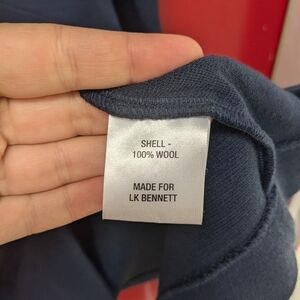 SHELL -
100% WOOL
MADE FOR
LK BENNETT